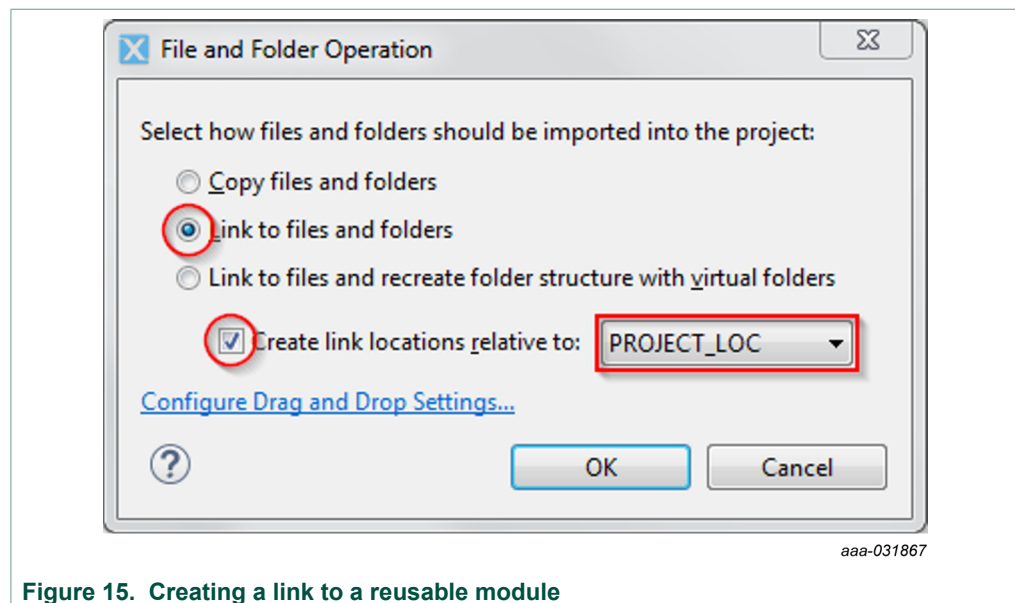 File and Folder Operation
Select how files and folders should be imported into the project:
Copy files and folders
Link to files and folders
Link to files and recreate folder structure with virtual folders
Create link locations relative to: PROJECT_LOC
Configure Drag and Drop Settings...
? OK Cancel
aaa-031867
Figure 15. Creating a link to a reusable module